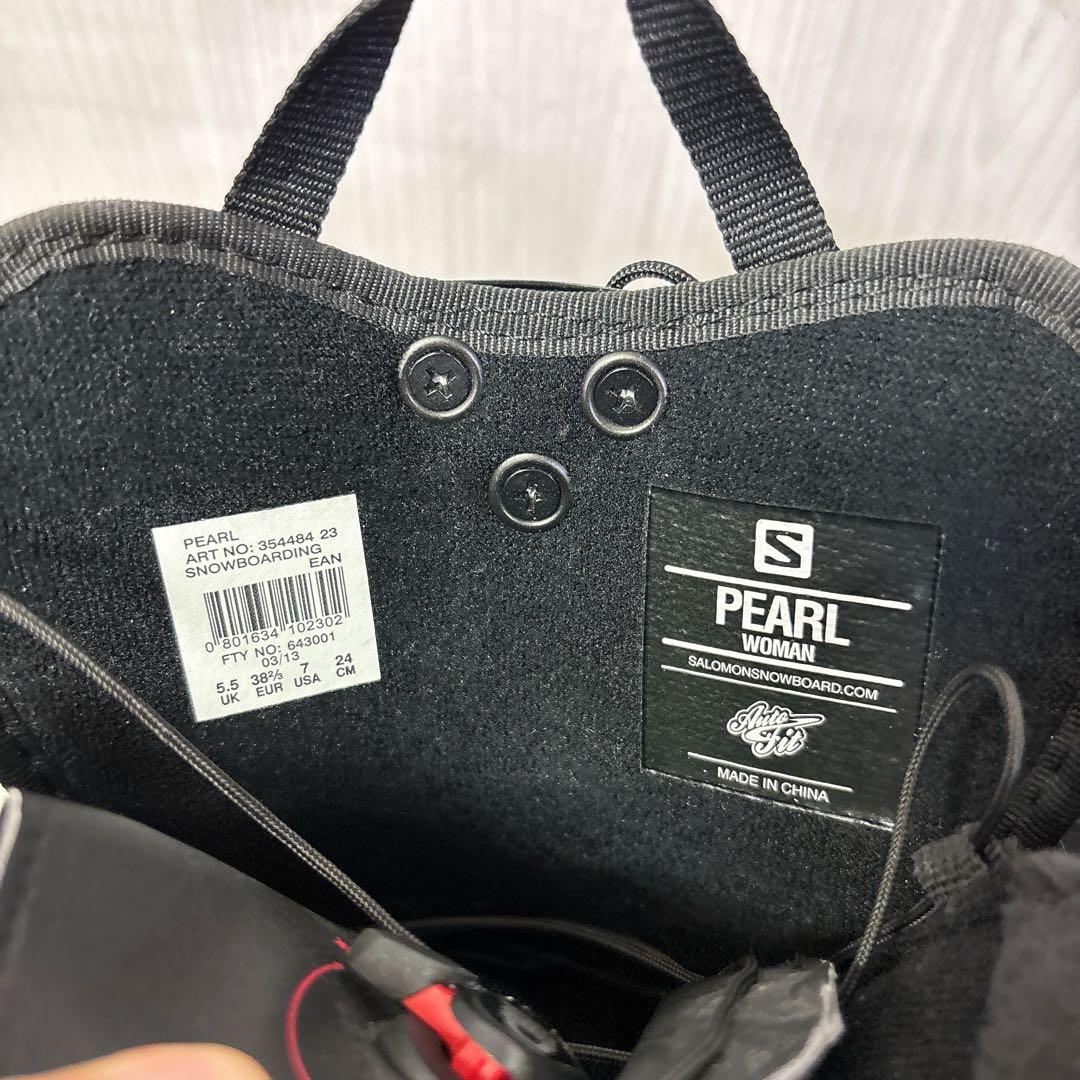 PEARL
ART NO: 354484 23
SNOWBOARDING
EAN
0 801634 102302
FTY NO: 643001
03/13
5.5 38⅔ 7 24
UK EUR USA CM
S
PEARL
WOMAN
SALOMONSNOWBOARD.COM
Auto
Fit
MADE IN CHINA